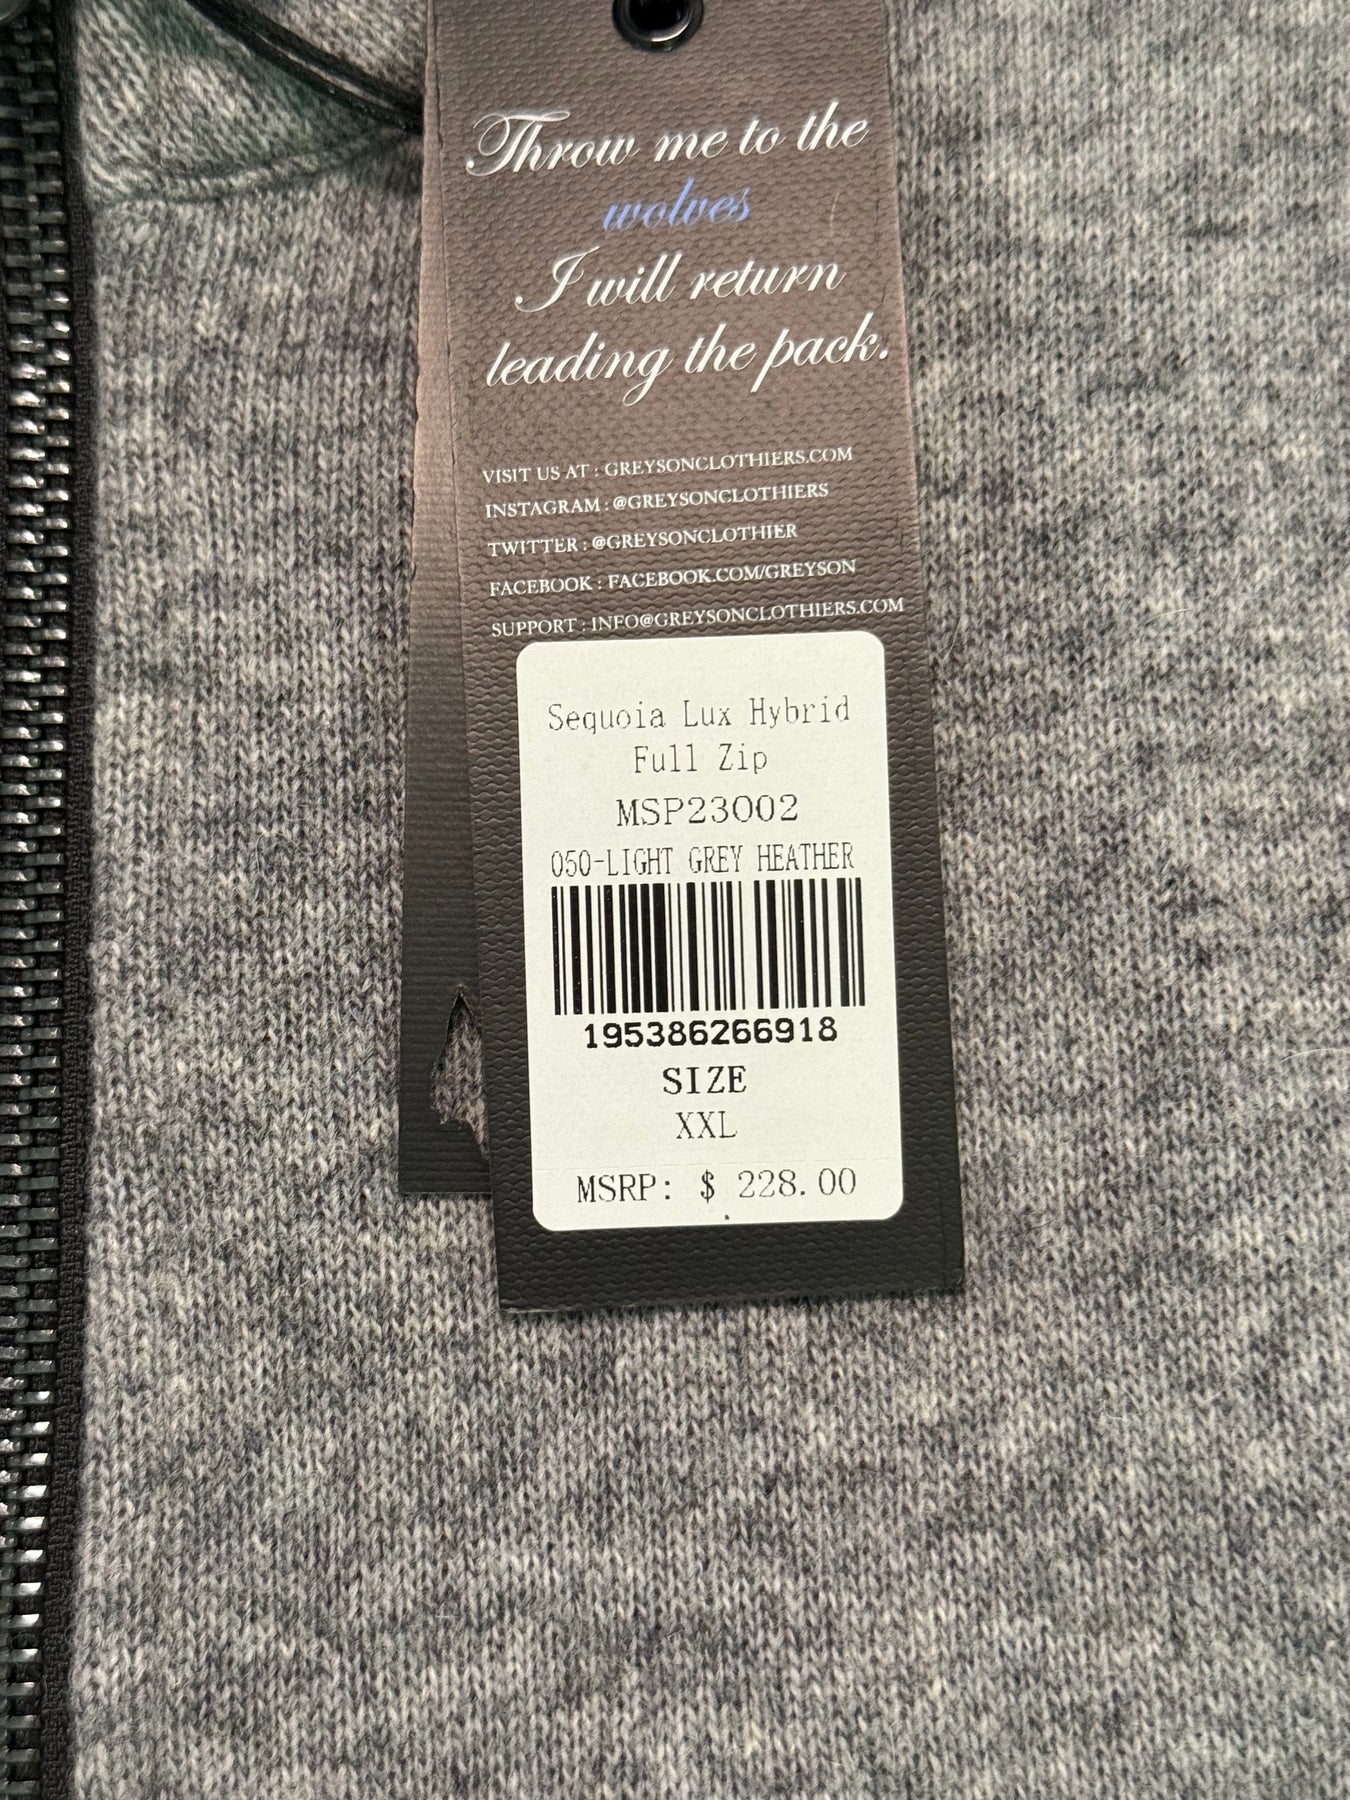 Throw me to the
wolves
I will return
leading the pack.
VISIT US AT : GREYSONCLOTHIERS.COM
INSTAGRAM : @GREYSONCLOTHIERS
TWITTER : @GREYSONCLOTHIER
FACEBOOK : FACEBOOK.COM/GREYSON
SUPPORT : INFO@GREYSONCLOTHIERS.COM
Sequoia Lux Hybrid
Full Zip
MSP23O02
050-LIGHT GREY HEATHER
195386266918
SIZE
XXL
MSRP: $ 228.00